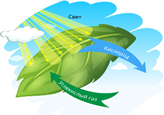 Свет
кислород
Углекислый газ